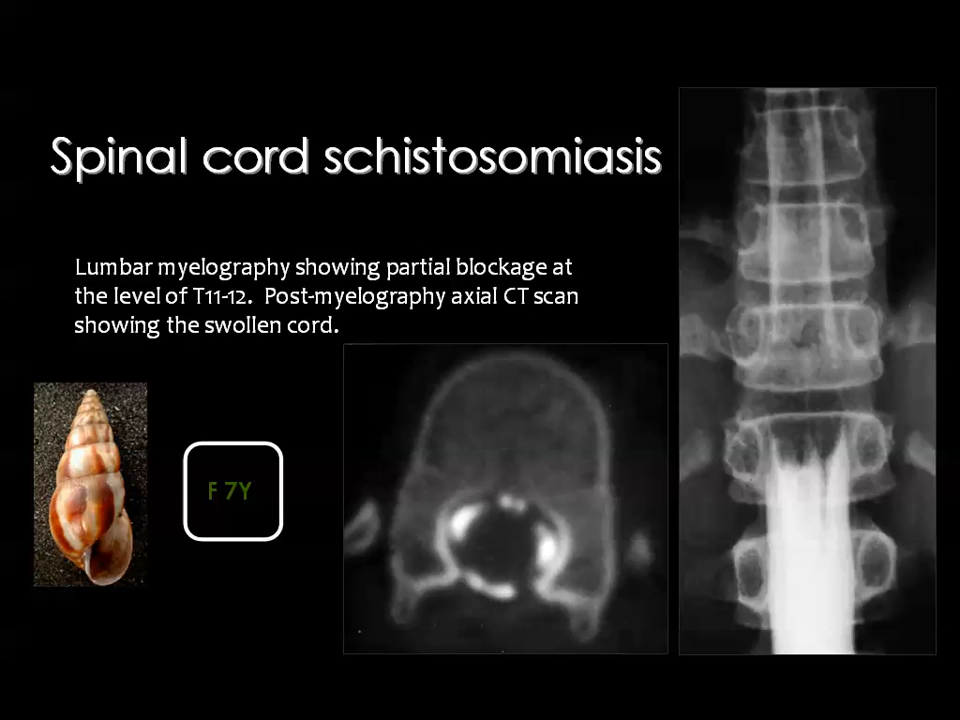 Spinal cord schistosomiasis
Lumbar myelography showing partial blockage at
the level of T11-12.  Post-myelography axial CT scan
showing the swollen cord.
F 7Y